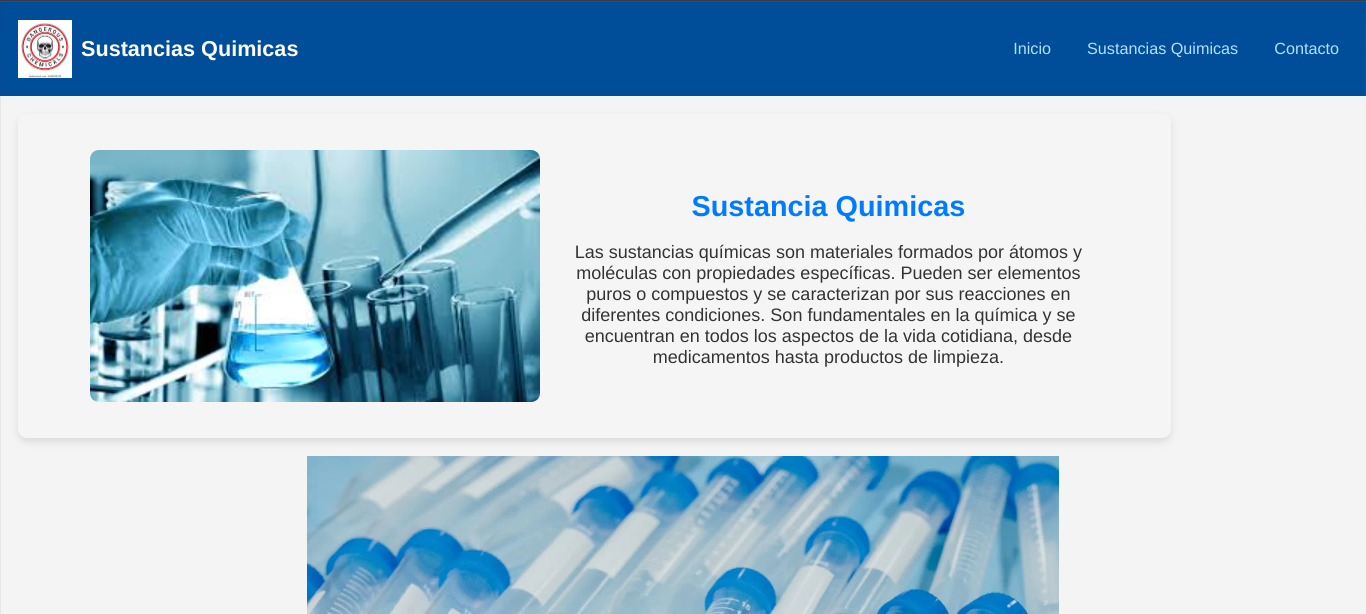 DANGEROUS
CHEMICALS
Sustancias Quimicas
Inicio
Sustancias Quimicas
Contacto
Sustancia Quimicas
Las sustancias químicas son materiales formados por átomos y
moléculas con propiedades específicas. Pueden ser elementos
puros o compuestos y se caracterizan por sus reacciones en
diferentes condiciones. Son fundamentales en la química y se
encuentran en todos los aspectos de la vida cotidiana, desde
medicamentos hasta productos de limpieza.